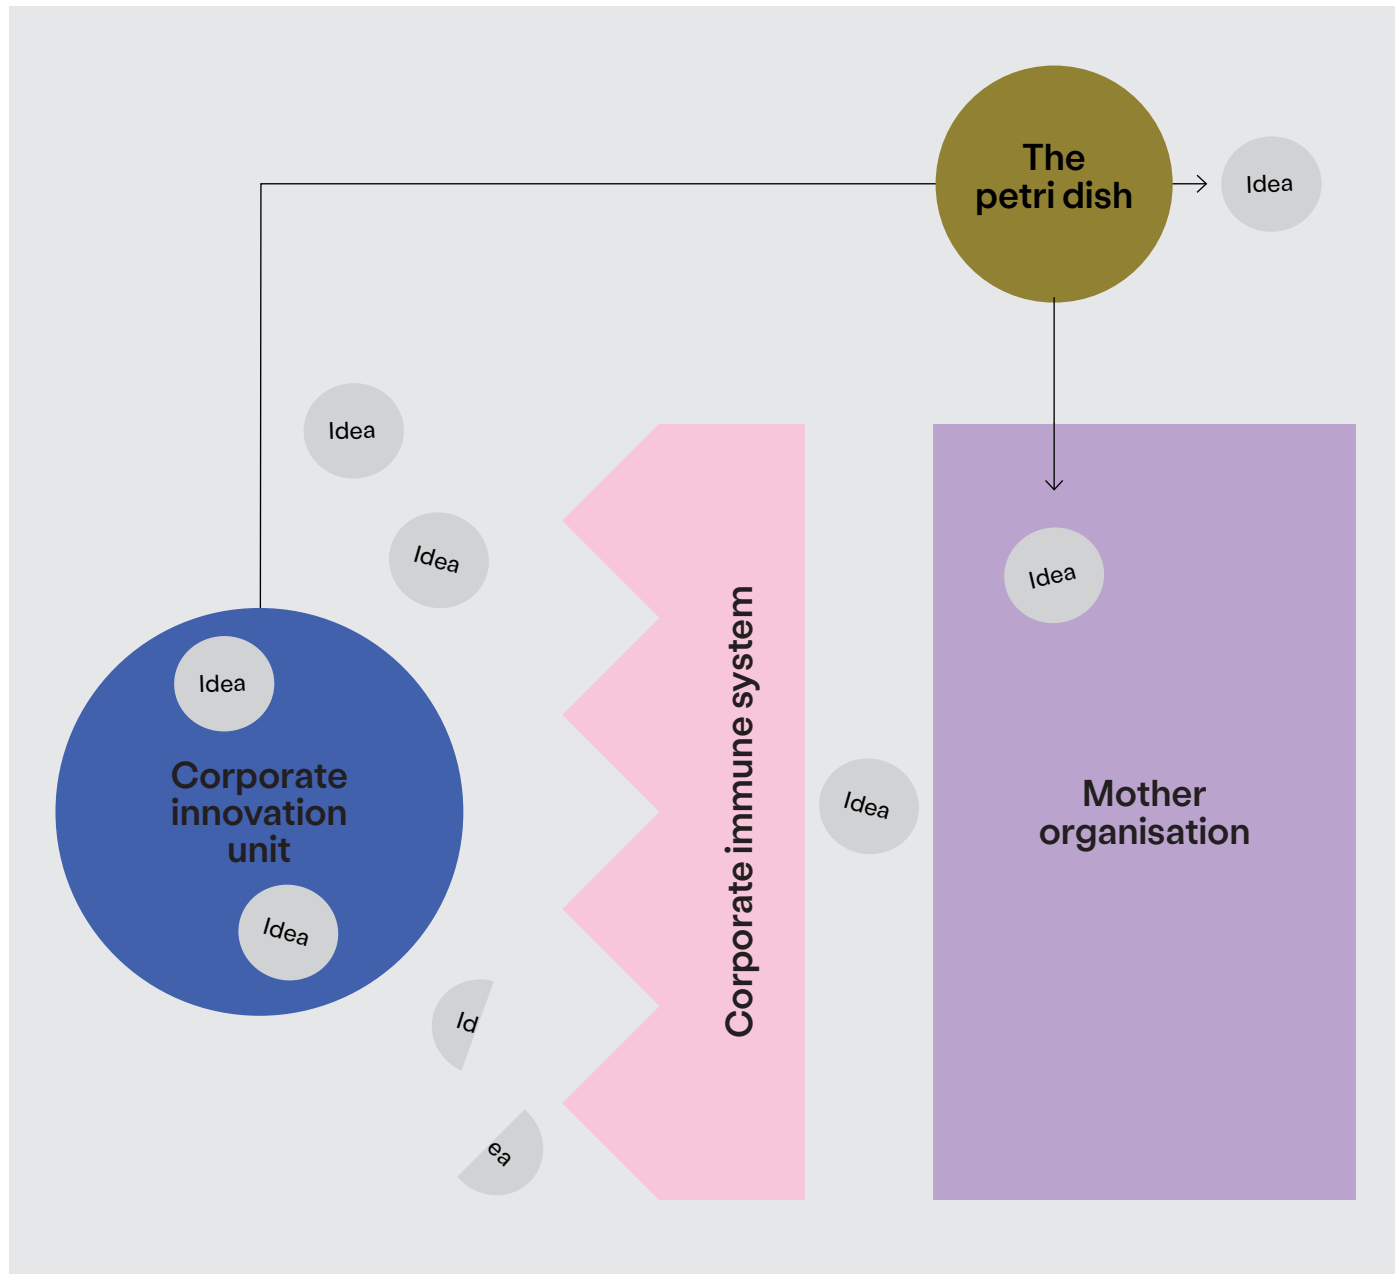 The
petri dish
Idea
Idea
Idea
Idea
Idea
Corporate
innovation
unit
Idea
Id
ea
Corporate immune system
Idea
Mother
organisation